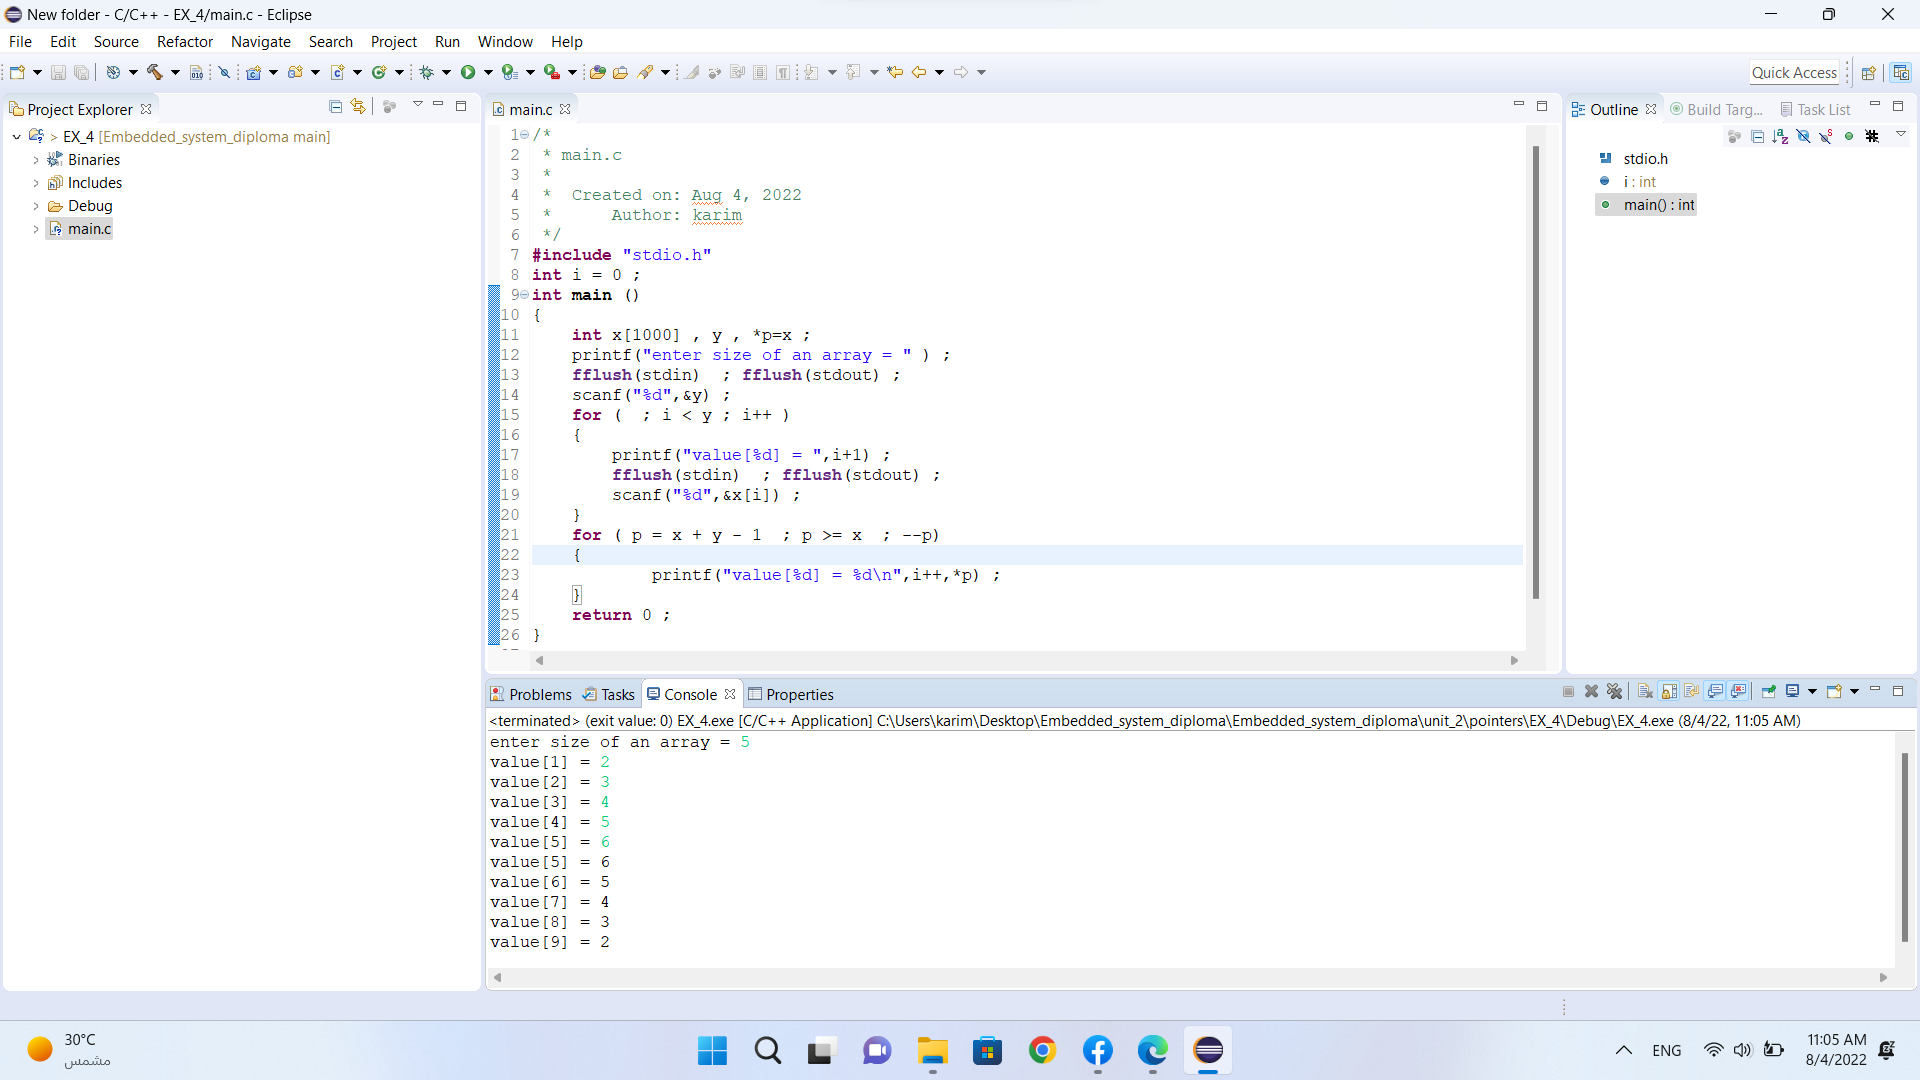 New folder - C/C++ - EX_4/main.c - Eclipse
File Edit Source Refactor Navigate Search Project Run Window Help
Quick Access
Project Explorer
> EX_4 [Embedded_system_diploma main]
Binaries
Includes
Debug
main.c
main.c
1 /*
2  * main.c
3  *
4  *  Created on: Aug 4, 2022
5  *      Author: karim
6  */
7 #include "stdio.h"
8 int i = 0 ;
9 int main ()
10 {
11     int x[1000] , y , *p=x ;
12     printf("enter size of an array = " ) ;
13     fflush(stdin)  ; fflush(stdout) ;
14     scanf("%d",&y) ;
15     for (  ; i < y ; i++ )
16     {
17         printf("value[%d] = ",i+1) ;
18         fflush(stdin)  ; fflush(stdout) ;
19         scanf("%d",&x[i]) ;
20     }
21     for ( p = x + y - 1  ; p >= x  ; --p)
22     {
23             printf("value[%d] = %d\n",i++,*p) ;
24     }
25     return 0 ;
26 }
Outline Build Targ... Task List
stdio.h
i : int
main() : int
Problems Tasks Console Properties
<terminated> (exit value: 0) EX_4.exe [C/C++ Application] C:\Users\karim\Desktop\Embedded_system_diploma\Embedded_system_diploma\unit_2\pointers\EX_4\Debug\EX_4.exe (8/4/22, 11:05 AM)
enter size of an array = 5
value[1] = 2
value[2] = 3
value[3] = 4
value[4] = 5
value[5] = 6
value[5] = 6
value[6] = 5
value[7] = 4
value[8] = 3
value[9] = 2
30°C
مشمس
ENG
11:05 AM
8/4/2022